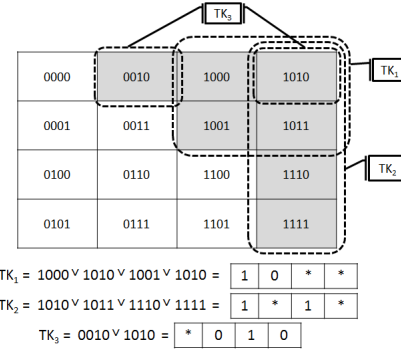 TK3
0000 0010 1000 1010
TK1
0001 0011 1001 1011
0100 0110 1100 1110
TK2
0101 0111 1101 1111
TK1 = 1000 ∨ 1010 ∨ 1001 ∨ 1010 = 1 0 * *
TK2 = 1010 ∨ 1011 ∨ 1110 ∨ 1111 = 1 * 1 *
TK3 = 0010 ∨ 1010 = * 0 1 0